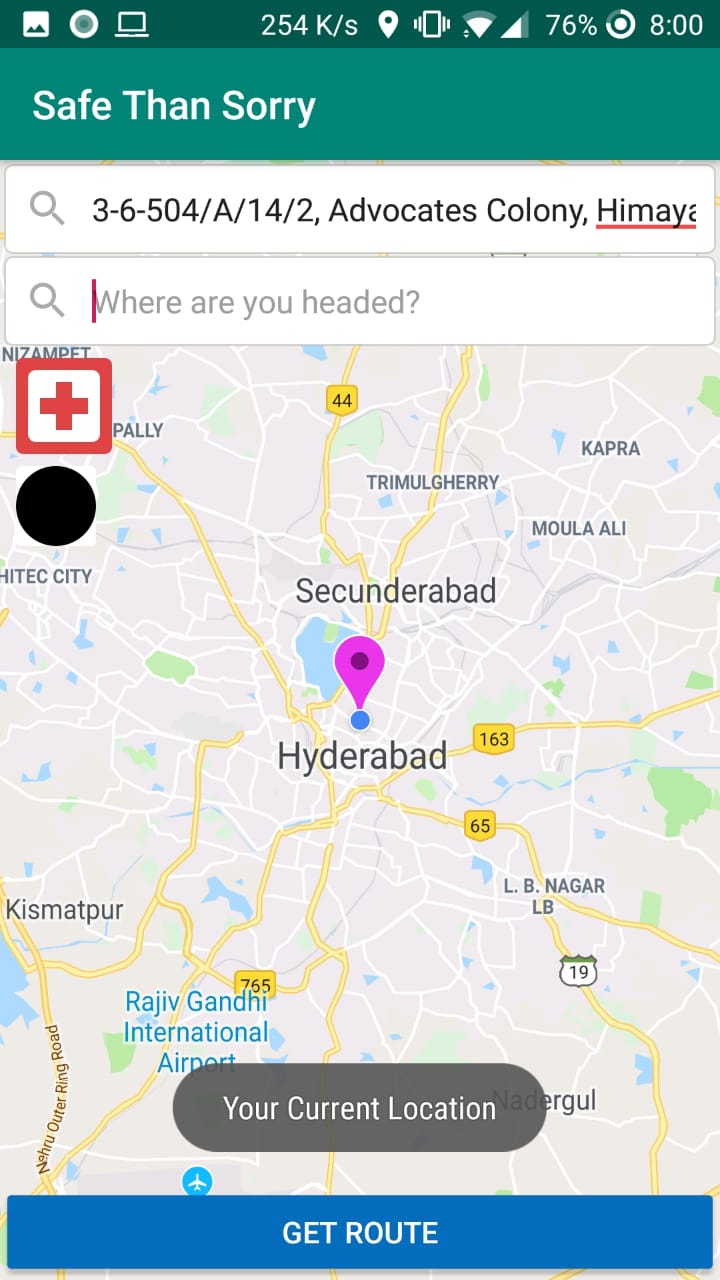 254 K/s 76% 8:00
Safe Than Sorry
3-6-504/A/14/2, Advocates Colony, Himaya
Where are you headed?
NIZAMPET
44
PALLY
KAPRA
TRIMULGHERRY
MOULA ALI
HITEC CITY
Secunderabad
163
Hyderabad
65
L. B. NAGAR
LB
Kismatpur
19
765
Rajiv Gandhi
International
Airport
Nehru Outer Ring Road
Nadergul
Your Current Location
GET ROUTE